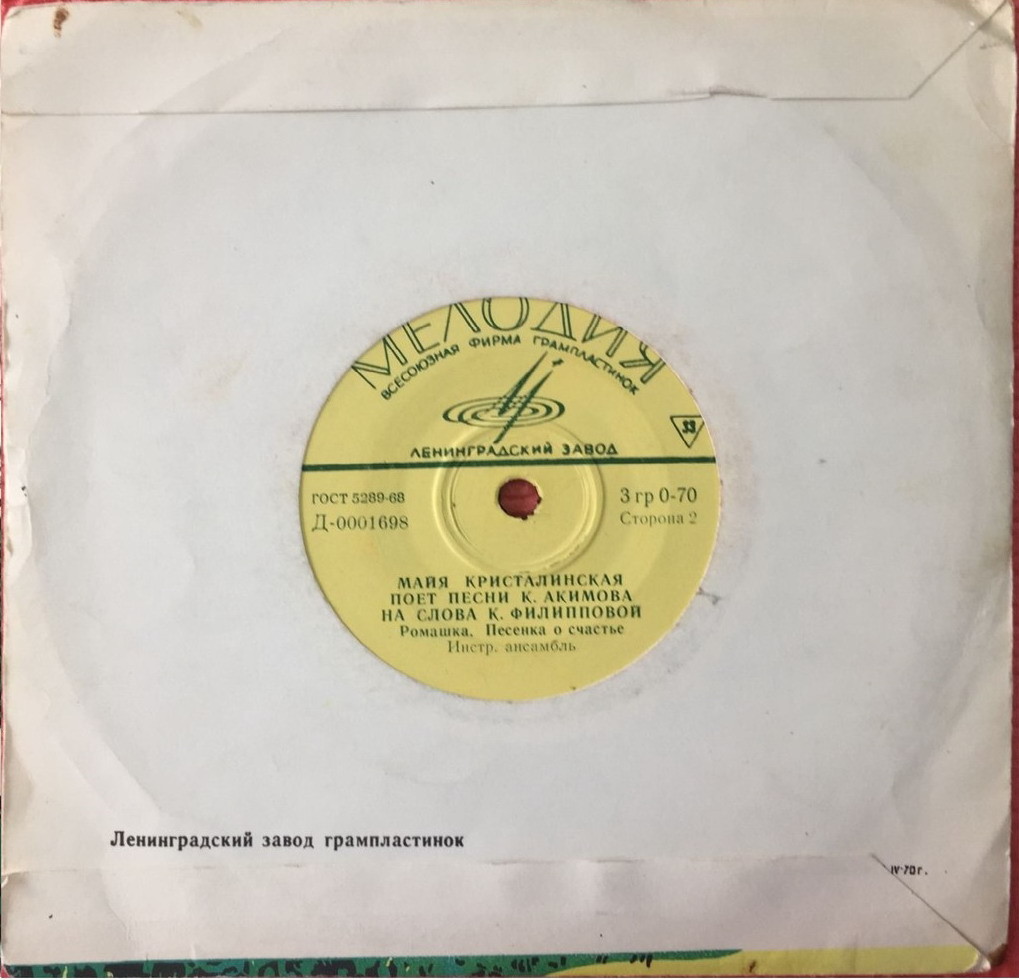 МЕЛОДИЯ
ВСЕСОЮЗНАЯ ФИРМА ГРАМПЛАСТИНОК
33
ЛЕНИНГРАДСКИЙ ЗАВОД
ГОСТ 5289-68
3 гр 0-70
Д-0001698
Сторона 2
МАЙЯ КРИСТАЛИНСКАЯ
ПОЕТ ПЕСНИ К. АКИМОВА
НА СЛОВА К. ФИЛИППОВОЙ
Ромашка. Песенка о счастье
Инстр. ансамбль
Ленинградский завод грампластинок
IV-70г.